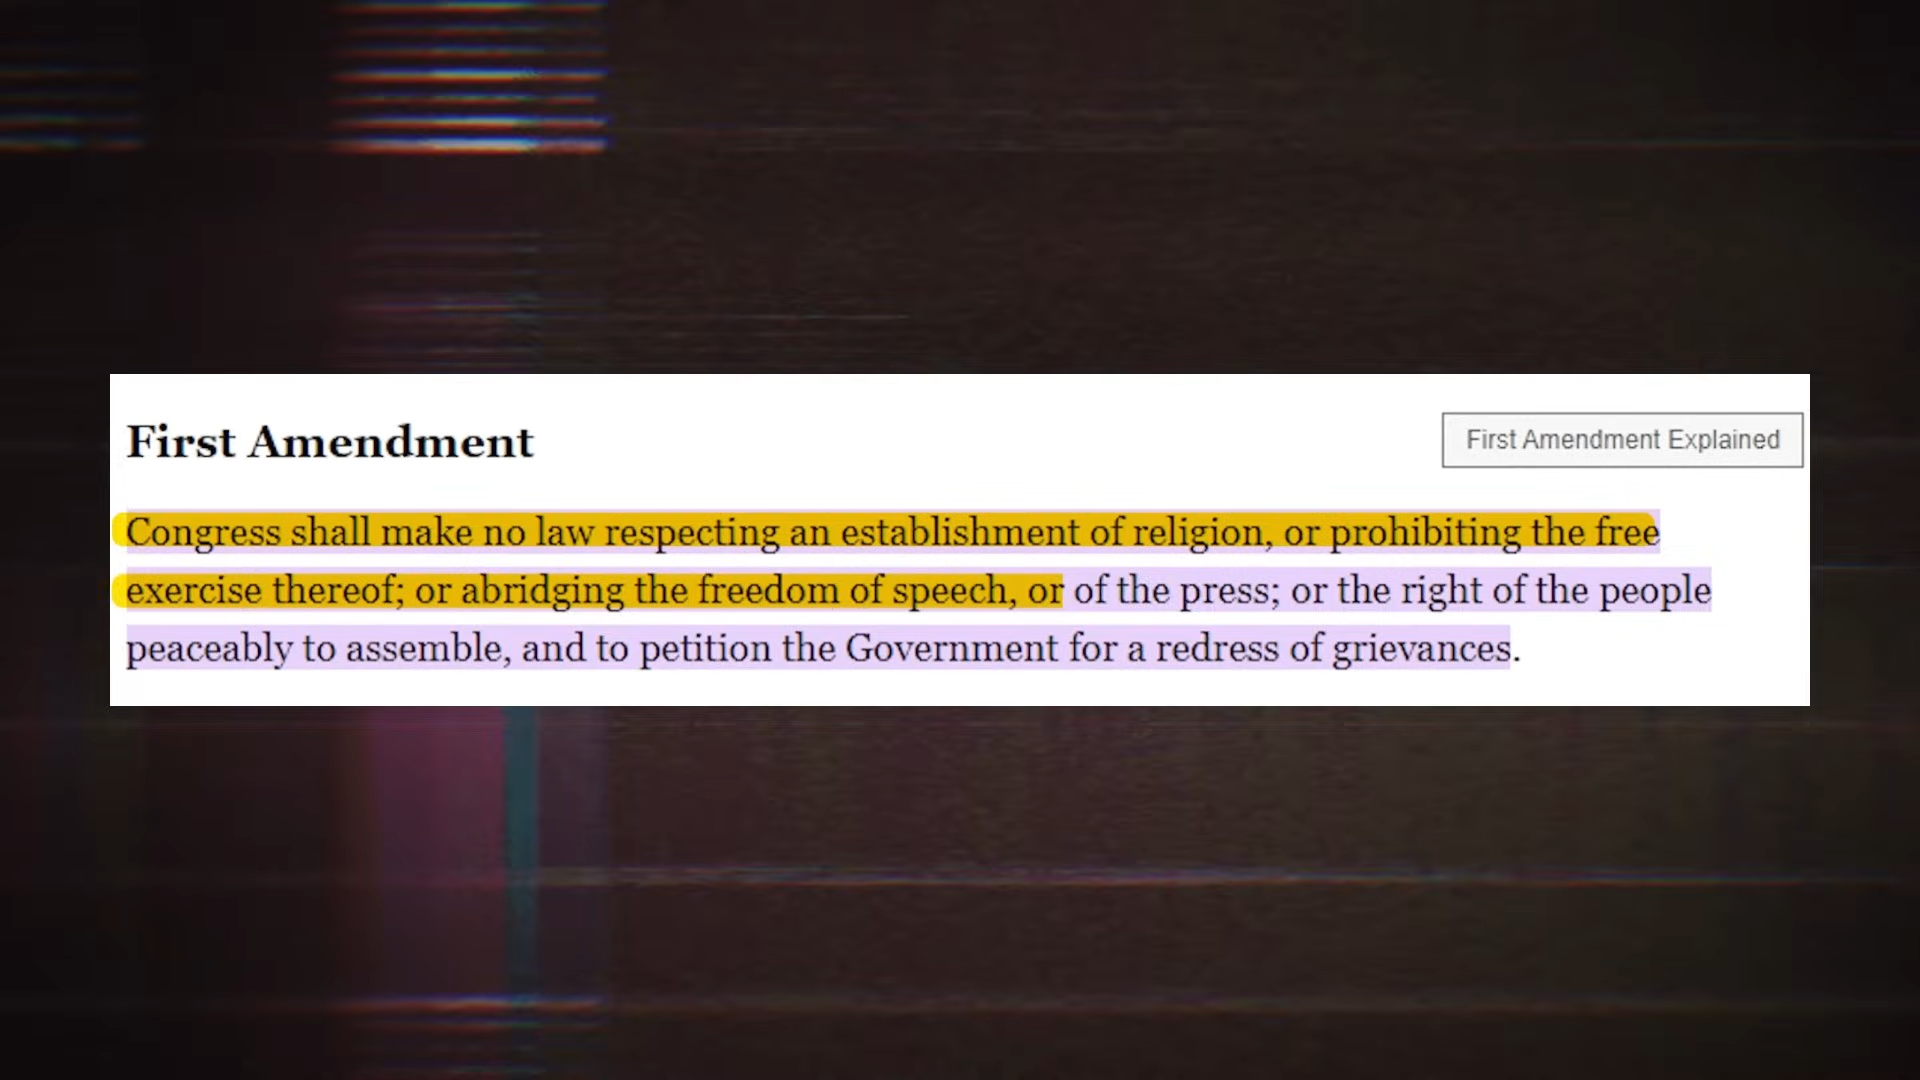 First Amendment
First Amendment Explained
Congress shall make no law respecting an establishment of religion, or prohibiting the free
exercise thereof; or abridging the freedom of speech, or of the press; or the right of the people
peaceably to assemble, and to petition the Government for a redress of grievances.